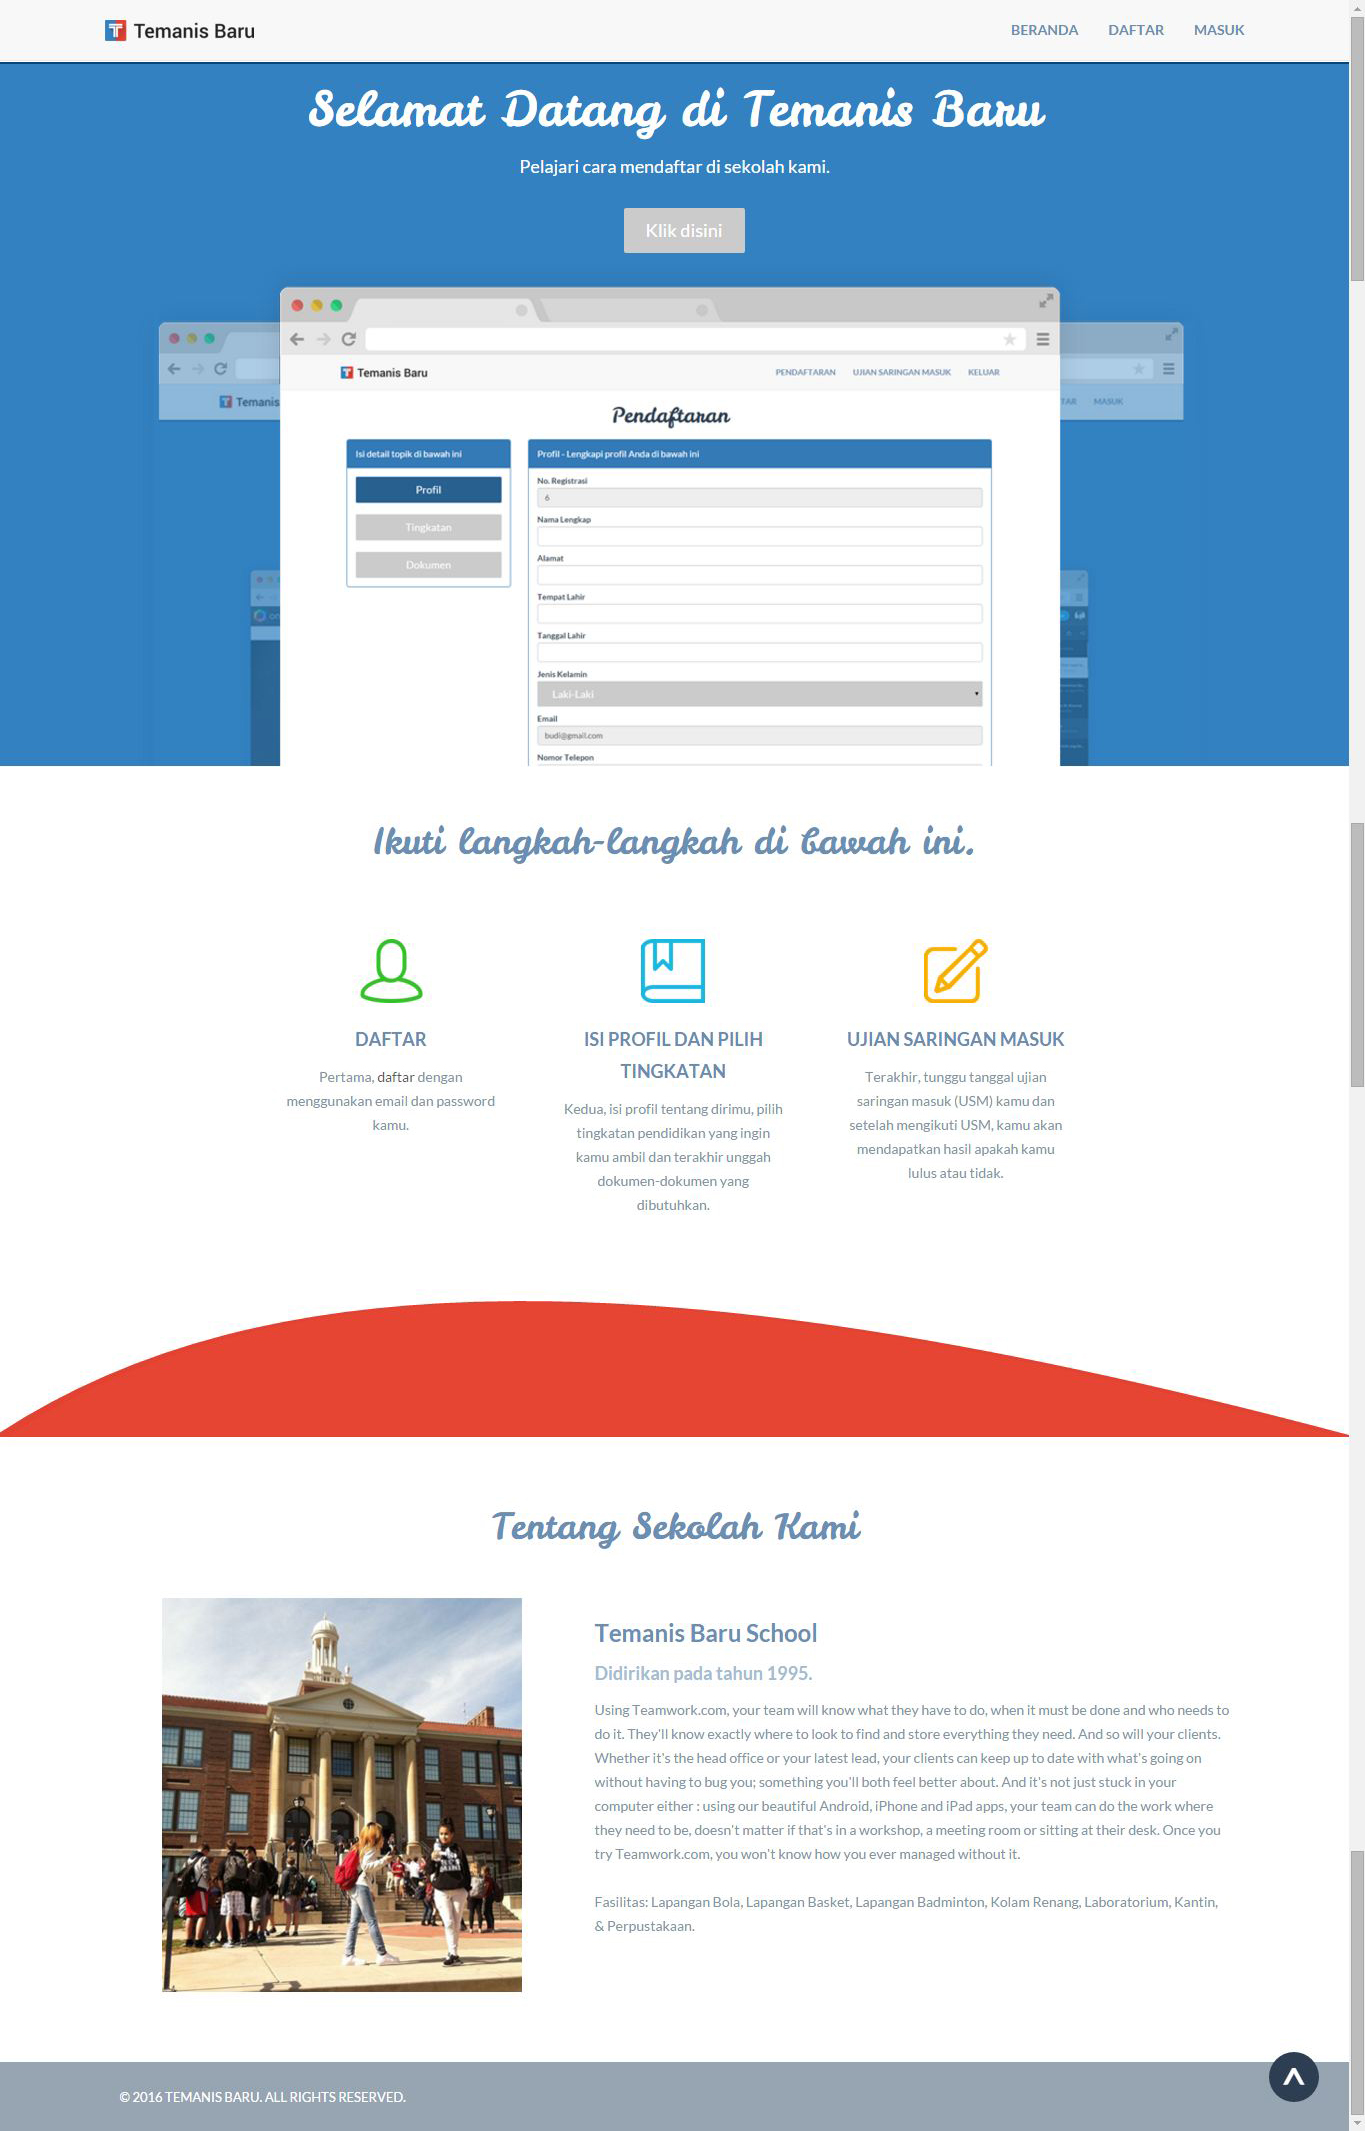 Temanis Baru
BERANDA DAFTAR MASUK
Selamat Datang di Temanis Baru
Pelajari cara mendaftar di sekolah kami.
Klik disini
Temanis Baru PENDAFTARAN UJIAN SARINGAN MASUK KELUAR
Temanis
TAR MASUK
Pendaftaran
Isi detail topik di bawah ini
Profil
Tingkatan
Dokumen
Profil - Lengkapi profil Anda di bawah ini
No. Registrasi
6
Nama Lengkap
Alamat
Tempat Lahir
Tanggal Lahir
Jenis Kelamin
Laki-Laki
Email
budi@gmail.com
Nomor Telepon
Ikuti langkah-langkah di bawah ini.
DAFTAR
Pertama, daftar dengan
menggunakan email dan password
kamu.
ISI PROFIL DAN PILIH
TINGKATAN
Kedua, isi profil tentang dirimu, pilih
tingkatan pendidikan yang ingin
kamu ambil dan terakhir unggah
dokumen-dokumen yang
dibutuhkan.
UJIAN SARINGAN MASUK
Terakhir, tunggu tanggal ujian
saringan masuk (USM) kamu dan
setelah mengikuti USM, kamu akan
mendapatkan hasil apakah kamu
lulus atau tidak.
Tentang Sekolah Kami
Temanis Baru School
Didirikan pada tahun 1995.
Using Teamwork.com, your team will know what they have to do, when it must be done and who needs to
do it. They'll know exactly where to look to find and store everything they need. And so will your clients.
Whether it's the head office or your latest lead, your clients can keep up to date with what's going on
without having to bug you; something you'll both feel better about. And it's not just stuck in your
computer either : using our beautiful Android, iPhone and iPad apps, your team can do the work where
they need to be, doesn't matter if that's in a workshop, a meeting room or sitting at their desk. Once you
try Teamwork.com, you won't know how you ever managed without it.
Fasilitas: Lapangan Bola, Lapangan Basket, Lapangan Badminton, Kolam Renang, Laboratorium, Kantin,
& Perpustakaan.
© 2016 TEMANIS BARU. ALL RIGHTS RESERVED.